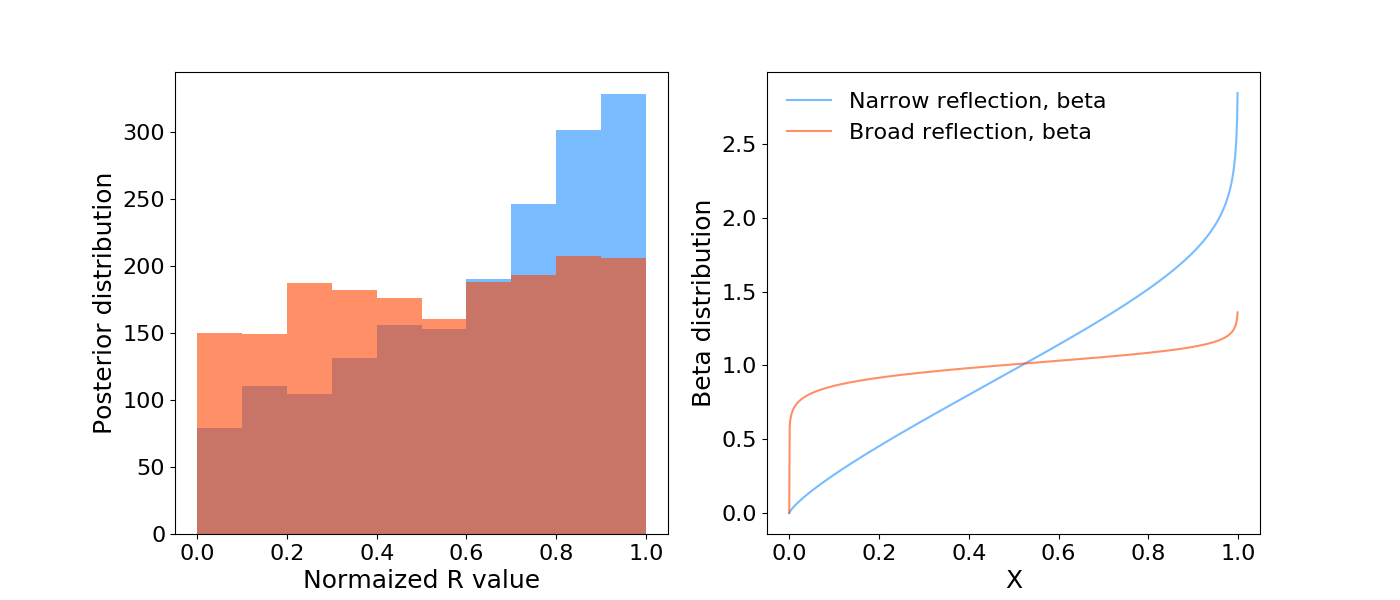 Posterior distribution
300
250
200
150
100
50
0
0.0 0.2 0.4 0.6 0.8 1.0
Normaized R value
Beta distribution
Narrow reflection, beta
Broad reflection, beta
2.5
2.0
1.5
1.0
0.5
0.0
0.0 0.2 0.4 0.6 0.8 1.0
X